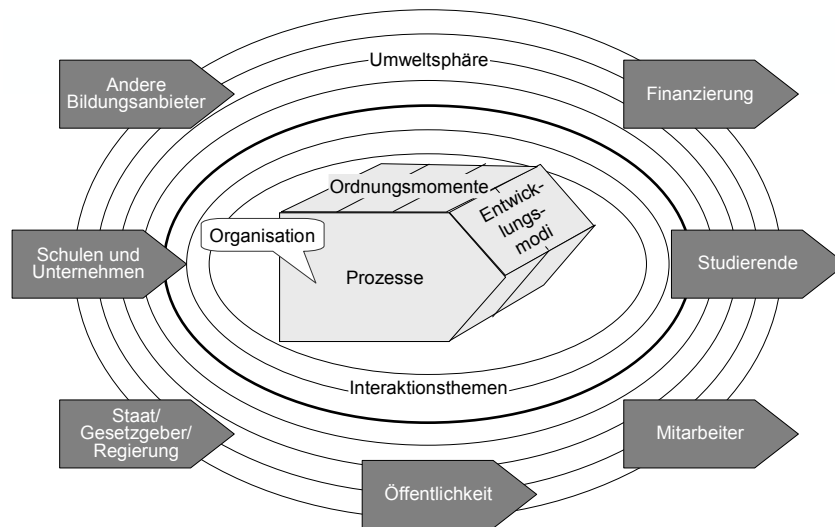 Umweltsphäre
Andere
Bildungsanbieter
Finanzierung
Ordnungsmomente
Entwick-
lungs-
modi
Organisation
Schulen und
Unternehmen
Prozesse
Studierende
Interaktionsthemen
Staat/
Gesetzgeber/
Regierung
Mitarbeiter
Öffentlichkeit